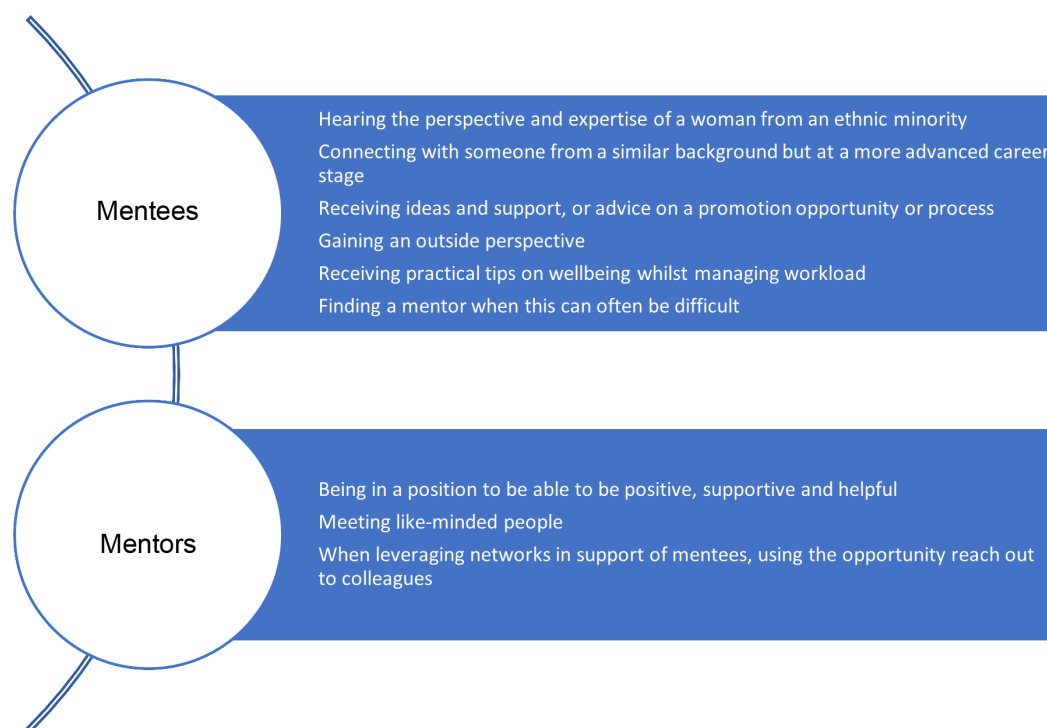 Mentees
Hearing the perspective and expertise of a woman from an ethnic minority
Connecting with someone from a similar background but at a more advanced career
stage
Receiving ideas and support, or advice on a promotion opportunity or process
Gaining an outside perspective
Receiving practical tips on wellbeing whilst managing workload
Finding a mentor when this can often be difficult
Mentors
Being in a position to be able to be positive, supportive and helpful
Meeting like-minded people
When leveraging networks in support of mentees, using the opportunity reach out
to colleagues